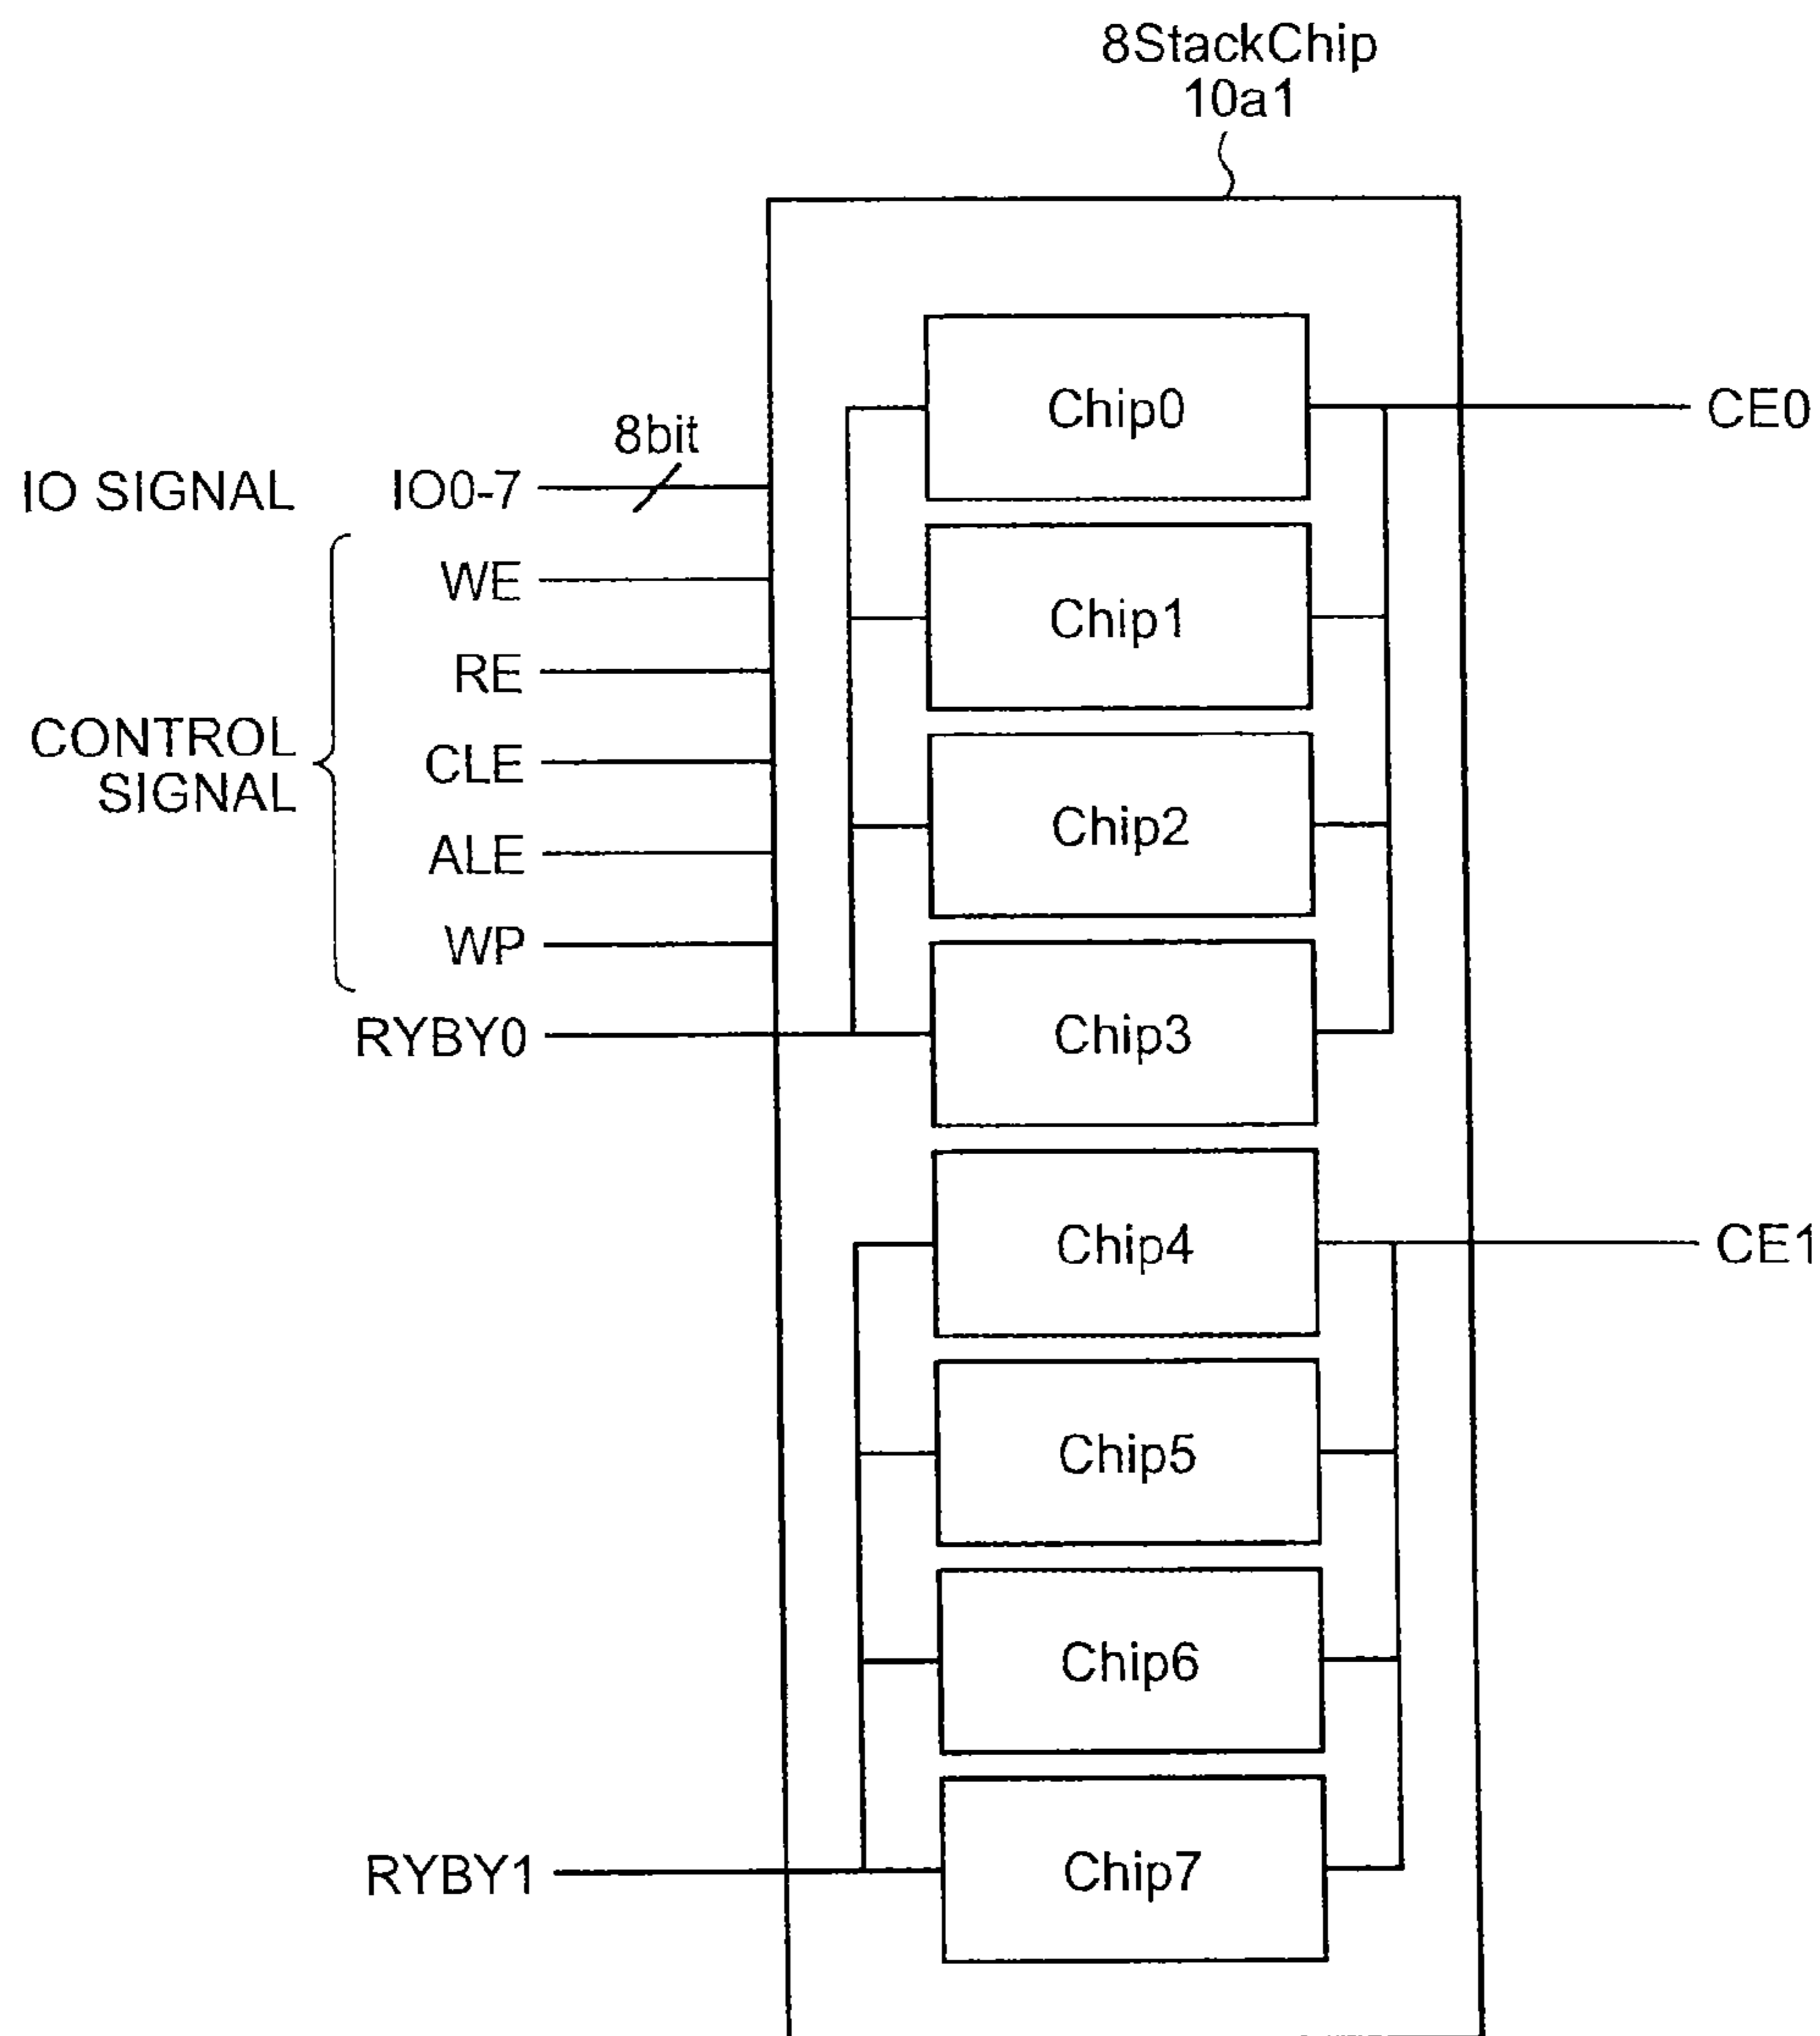 8StackChip
10a1
8bit
IO SIGNAL IO0-7
WE
RE
CONTROL
SIGNAL
CLE
ALE
WP
RYBY0
RYBY1
Chip0
Chip1
Chip2
Chip3
Chip4
Chip5
Chip6
Chip7
CE0
CE1